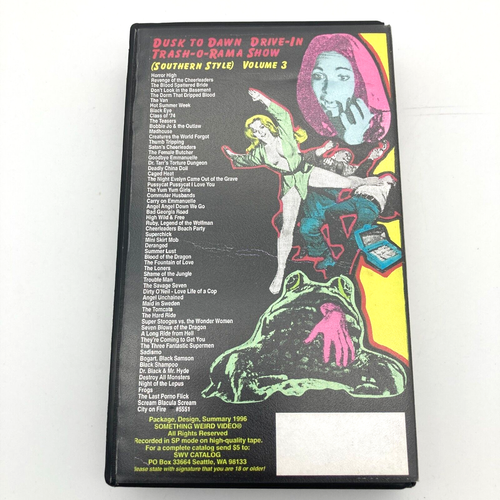 DUSK TO DAWN DRIVE-IN
TRASH-O-RAMA SHOW
(SOUTHERN STYLE) VOLUME 3
Horror High
Revenge of the Cheerleaders
The Blood Spattered Bride
Don't Look in the Basement
The Dorm That Dripped Blood
The Van
Hot Summer Week
Black Eye
Class of '74
The Teasers
Bobbie Jo & the Outlaw
Madhouse
Creatures the World Forgot
Thumb Tripping
Satan's Cheerleaders
The Female Butcher
Goodbye Emmanuelle
Dr. Tarr's Torture Dungeon
Deadly China Doll
Caged Heat
The Night Evelyn Came Out of the Grave
Pussycat Pussycat I Love You
The Yum Yum Girls
Commuter Husbands
Carry on Emmanuelle
Angel Angel Down We Go
Bad Georgia Road
High Wild & Free
Ruby, Legend of the Wolfman
Cheerleaders Beach Party
Superchick
Mini Skirt Mob
Deranged
Summer Lust
Blood of the Dragon
The Fountain of Love
The Loners
Shame of the Jungle
Trouble Man
The Savage Seven
Dirty O'Neil - Love Life of a Cop
Angel Unchained
Maid in Sweden
The Tomcats
The Hard Ride
Super Stooges vs. the Wonder Women
Seven Blows of the Dragon
A Long Ride from Hell
They're Coming to Get You
The Three Fantastic Supermen
Sadismo
Bogart, Black Samson
Black Shampoo
Dr. Black & Mr. Hyde
Destroy All Monsters
Night of the Lepus
Frogs
The Last Porno Flick
Scream Blacula Scream
City on Fire #5551
Package, Design, Summary 1996
SOMETHING WEIRD VIDEO®
All Rights Reserved
Recorded in SP mode on high-quality tape.
For a complete catalog send $5 to:
SWV CATALOG
PO Box 33664 Seattle, WA 98133
Please state with signature that you are 18 or older!